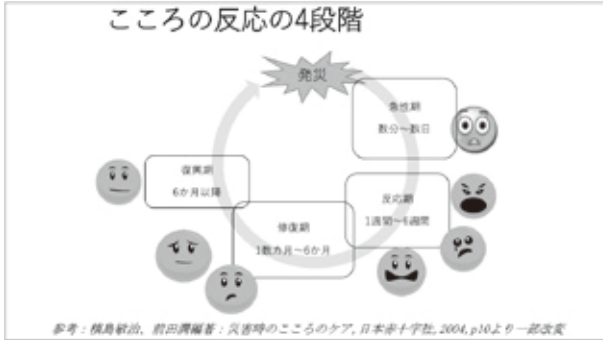 こころの反応の4段階
発災
急性期
数分～数日
反応期
1週間～6週間
修復期
1数カ月～6か月
復興期
6か月以降
参考：槙島敏治, 前田潤編著：災害時のこころのケア, 日本赤十字社, 2004, p10より一部改変